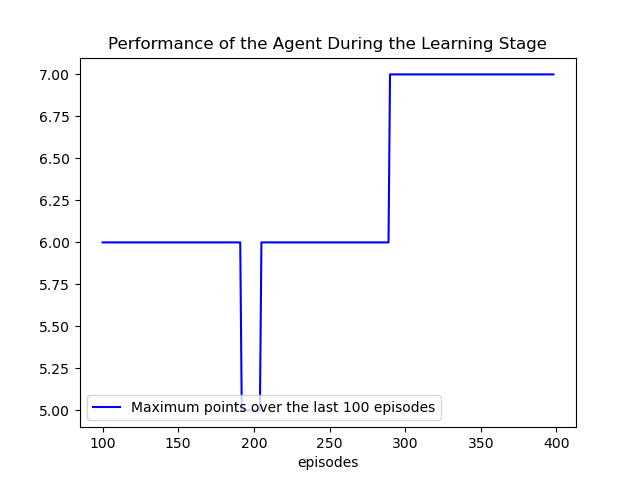 Performance of the Agent During the Learning Stage
7.00
6.75
6.50
6.25
6.00
5.75
5.50
5.25
5.00
Maximum points over the last 100 episodes
100 150 200 250 300 350 400
episodes